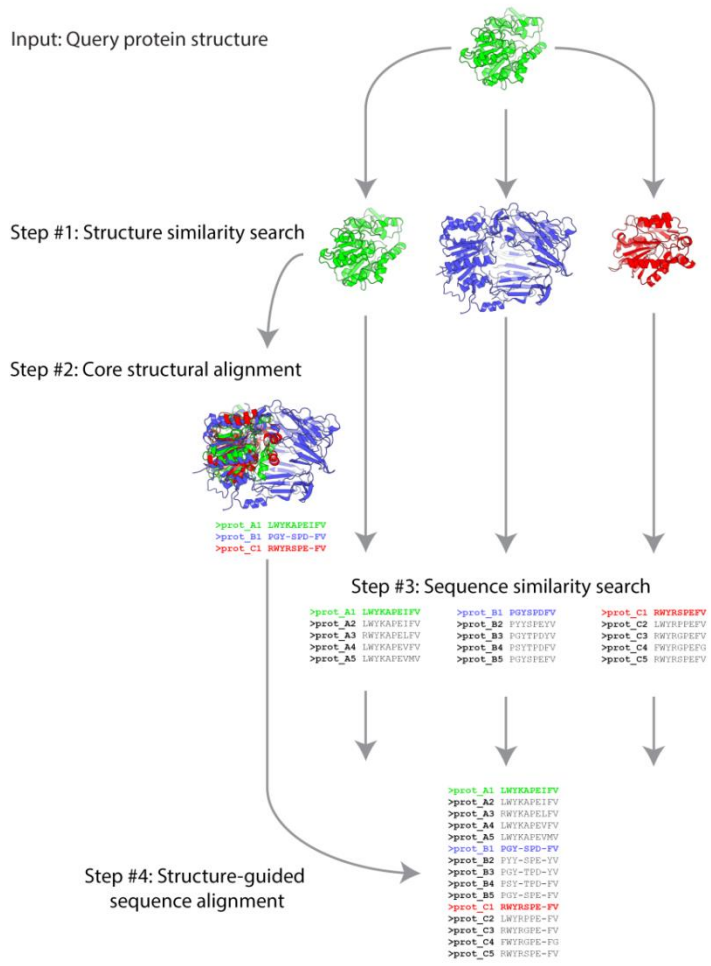 Input: Query protein structure
Step #1: Structure similarity search
Step #2: Core structural alignment
>prot_A1 LWYKAPEIFV
>prot_B1 PGY-SPD-FV
>prot_C1 RWYRSPE-FV
Step #3: Sequence similarity search
>prot_A1 LWYKAPEIFV
>prot_A2 LWYKAPEIFV
>prot_A3 RWYKAPELFV
>prot_A4 LWYKAPEVFV
>prot_A5 LWYKAPEVMV
>prot_B1 PGYSPDFV
>prot_B2 PYYSPEYV
>prot_B3 PGYTPDYV
>prot_B4 PSYTPDFV
>prot_B5 PGYSPEFV
>prot_C1 RWYRSPEFV
>prot_C2 LWYRPPEFV
>prot_C3 RWYRGPEFV
>prot_C4 FWYRGPEFG
>prot_C5 RWYRSPEFV
>prot_A1 LWYKAPEIFV
>prot_A2 LWYKAPEIFV
>prot_A3 RWYKAPELFV
>prot_A4 LWYKAPEVFV
>prot_A5 LWYKAPEVMV
>prot_B1 PGY-SPD-FV
>prot_B2 PYY-SPE-YV
>prot_B3 PGY-TPD-YV
>prot_B4 PSY-TPD-FV
>prot_B5 PGY-SPE-FV
>prot_C1 RWYRSPE-FV
>prot_C2 LWYRPPE-FV
>prot_C3 RWYRGPE-FV
>prot_C4 FWYRGPE-FG
>prot_C5 RWYRSPE-FV
Step #4: Structure-guided
sequence alignment